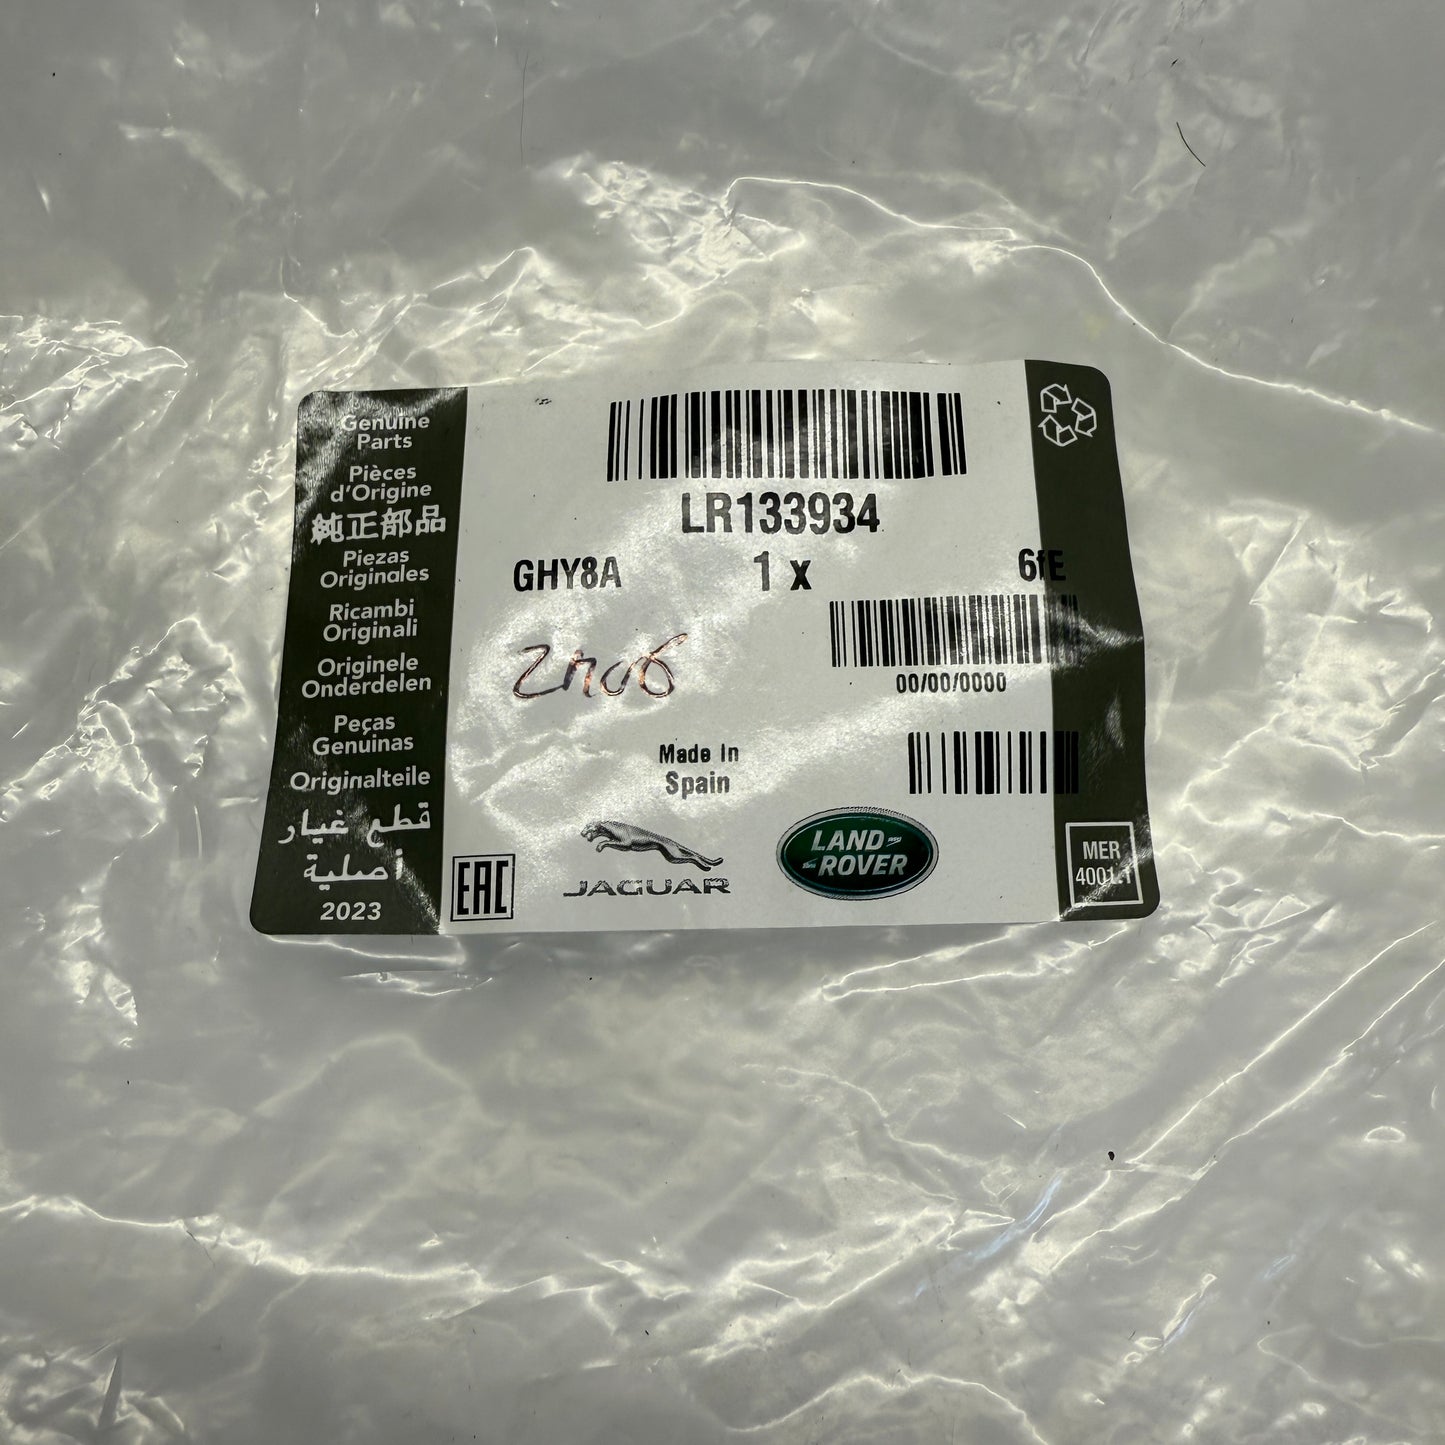 Genuine
Parts
Pièces
d'Origine
純正部品
Piezas
Originales
Ricambi
Originali
Originele
Onderdelen
Peças
Genuinas
Originalteile
قطع غيار
أصلية
2023
LR133934
GHY8A 1 x 6fE
00/00/0000
Made In
Spain
EAC
JAGUAR
LAND
ROVER
MER
4001.1